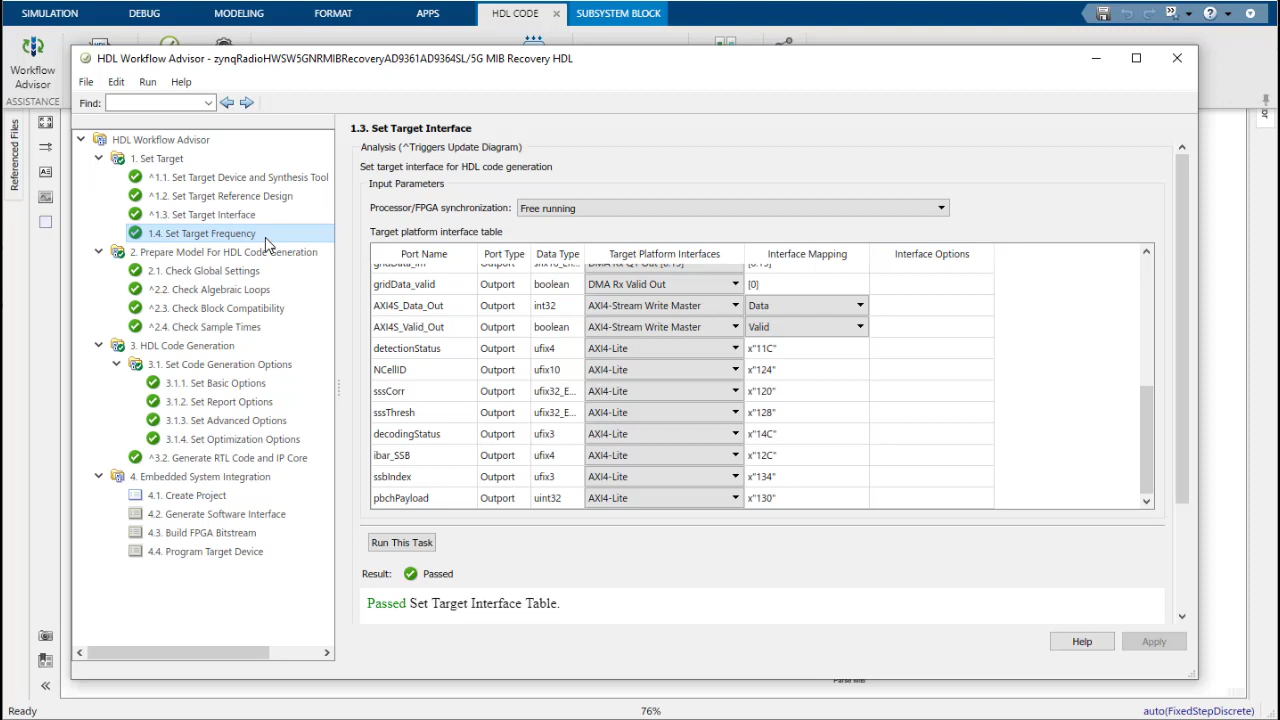 SIMULATION DEBUG MODELING FORMAT APPS HDL CODE SUBSYSTEM BLOCK
Workflow
Advisor
ASSISTANCE
Referenced Files
HDL Workflow Advisor - zynqRadioHWSW5GNRMIBRecoveryAD9361AD9364SL/5G MIB Recovery HDL
File Edit Run Help
Find:
HDL Workflow Advisor
1. Set Target
^1.1. Set Target Device and Synthesis Tool
^1.2. Set Target Reference Design
^1.3. Set Target Interface
1.4. Set Target Frequency
2. Prepare Model For HDL Code Generation
2.1. Check Global Settings
^2.2. Check Algebraic Loops
^2.3. Check Block Compatibility
^2.4. Check Sample Times
3. HDL Code Generation
3.1. Set Code Generation Options
3.1.1. Set Basic Options
3.1.2. Set Report Options
3.1.3. Set Advanced Options
3.1.4. Set Optimization Options
^3.2. Generate RTL Code and IP Core
4. Embedded System Integration
4.1. Create Project
4.2. Generate Software Interface
4.3. Build FPGA Bitstream
4.4. Program Target Device
1.3. Set Target Interface
Analysis (^Triggers Update Diagram)
Set target interface for HDL code generation
Input Parameters
Processor/FPGA synchronization: Free running
Target platform interface table
Port Name Port Type Data Type Target Platform Interfaces Interface Mapping Interface Options
gridData_valid Outport boolean DMA Rx Valid Out [0]
AXI4S_Data_Out Outport int32 AXI4-Stream Write Master Data
AXI4S_Valid_Out Outport boolean AXI4-Stream Write Master Valid
detectionStatus Outport ufix4 AXI4-Lite x"11C"
NCellID Outport ufix10 AXI4-Lite x"124"
sssCorr Outport ufix32_E... AXI4-Lite x"120"
sssThresh Outport ufix32_E... AXI4-Lite x"128"
decodingStatus Outport ufix3 AXI4-Lite x"14C"
ibar_SSB Outport ufix4 AXI4-Lite x"12C"
ssbIndex Outport ufix3 AXI4-Lite x"134"
pbchPayload Outport uint32 AXI4-Lite x"130"
Run This Task
Result: Passed
Passed Set Target Interface Table.
Help Apply
Ready 76% auto(FixedStepDiscrete)